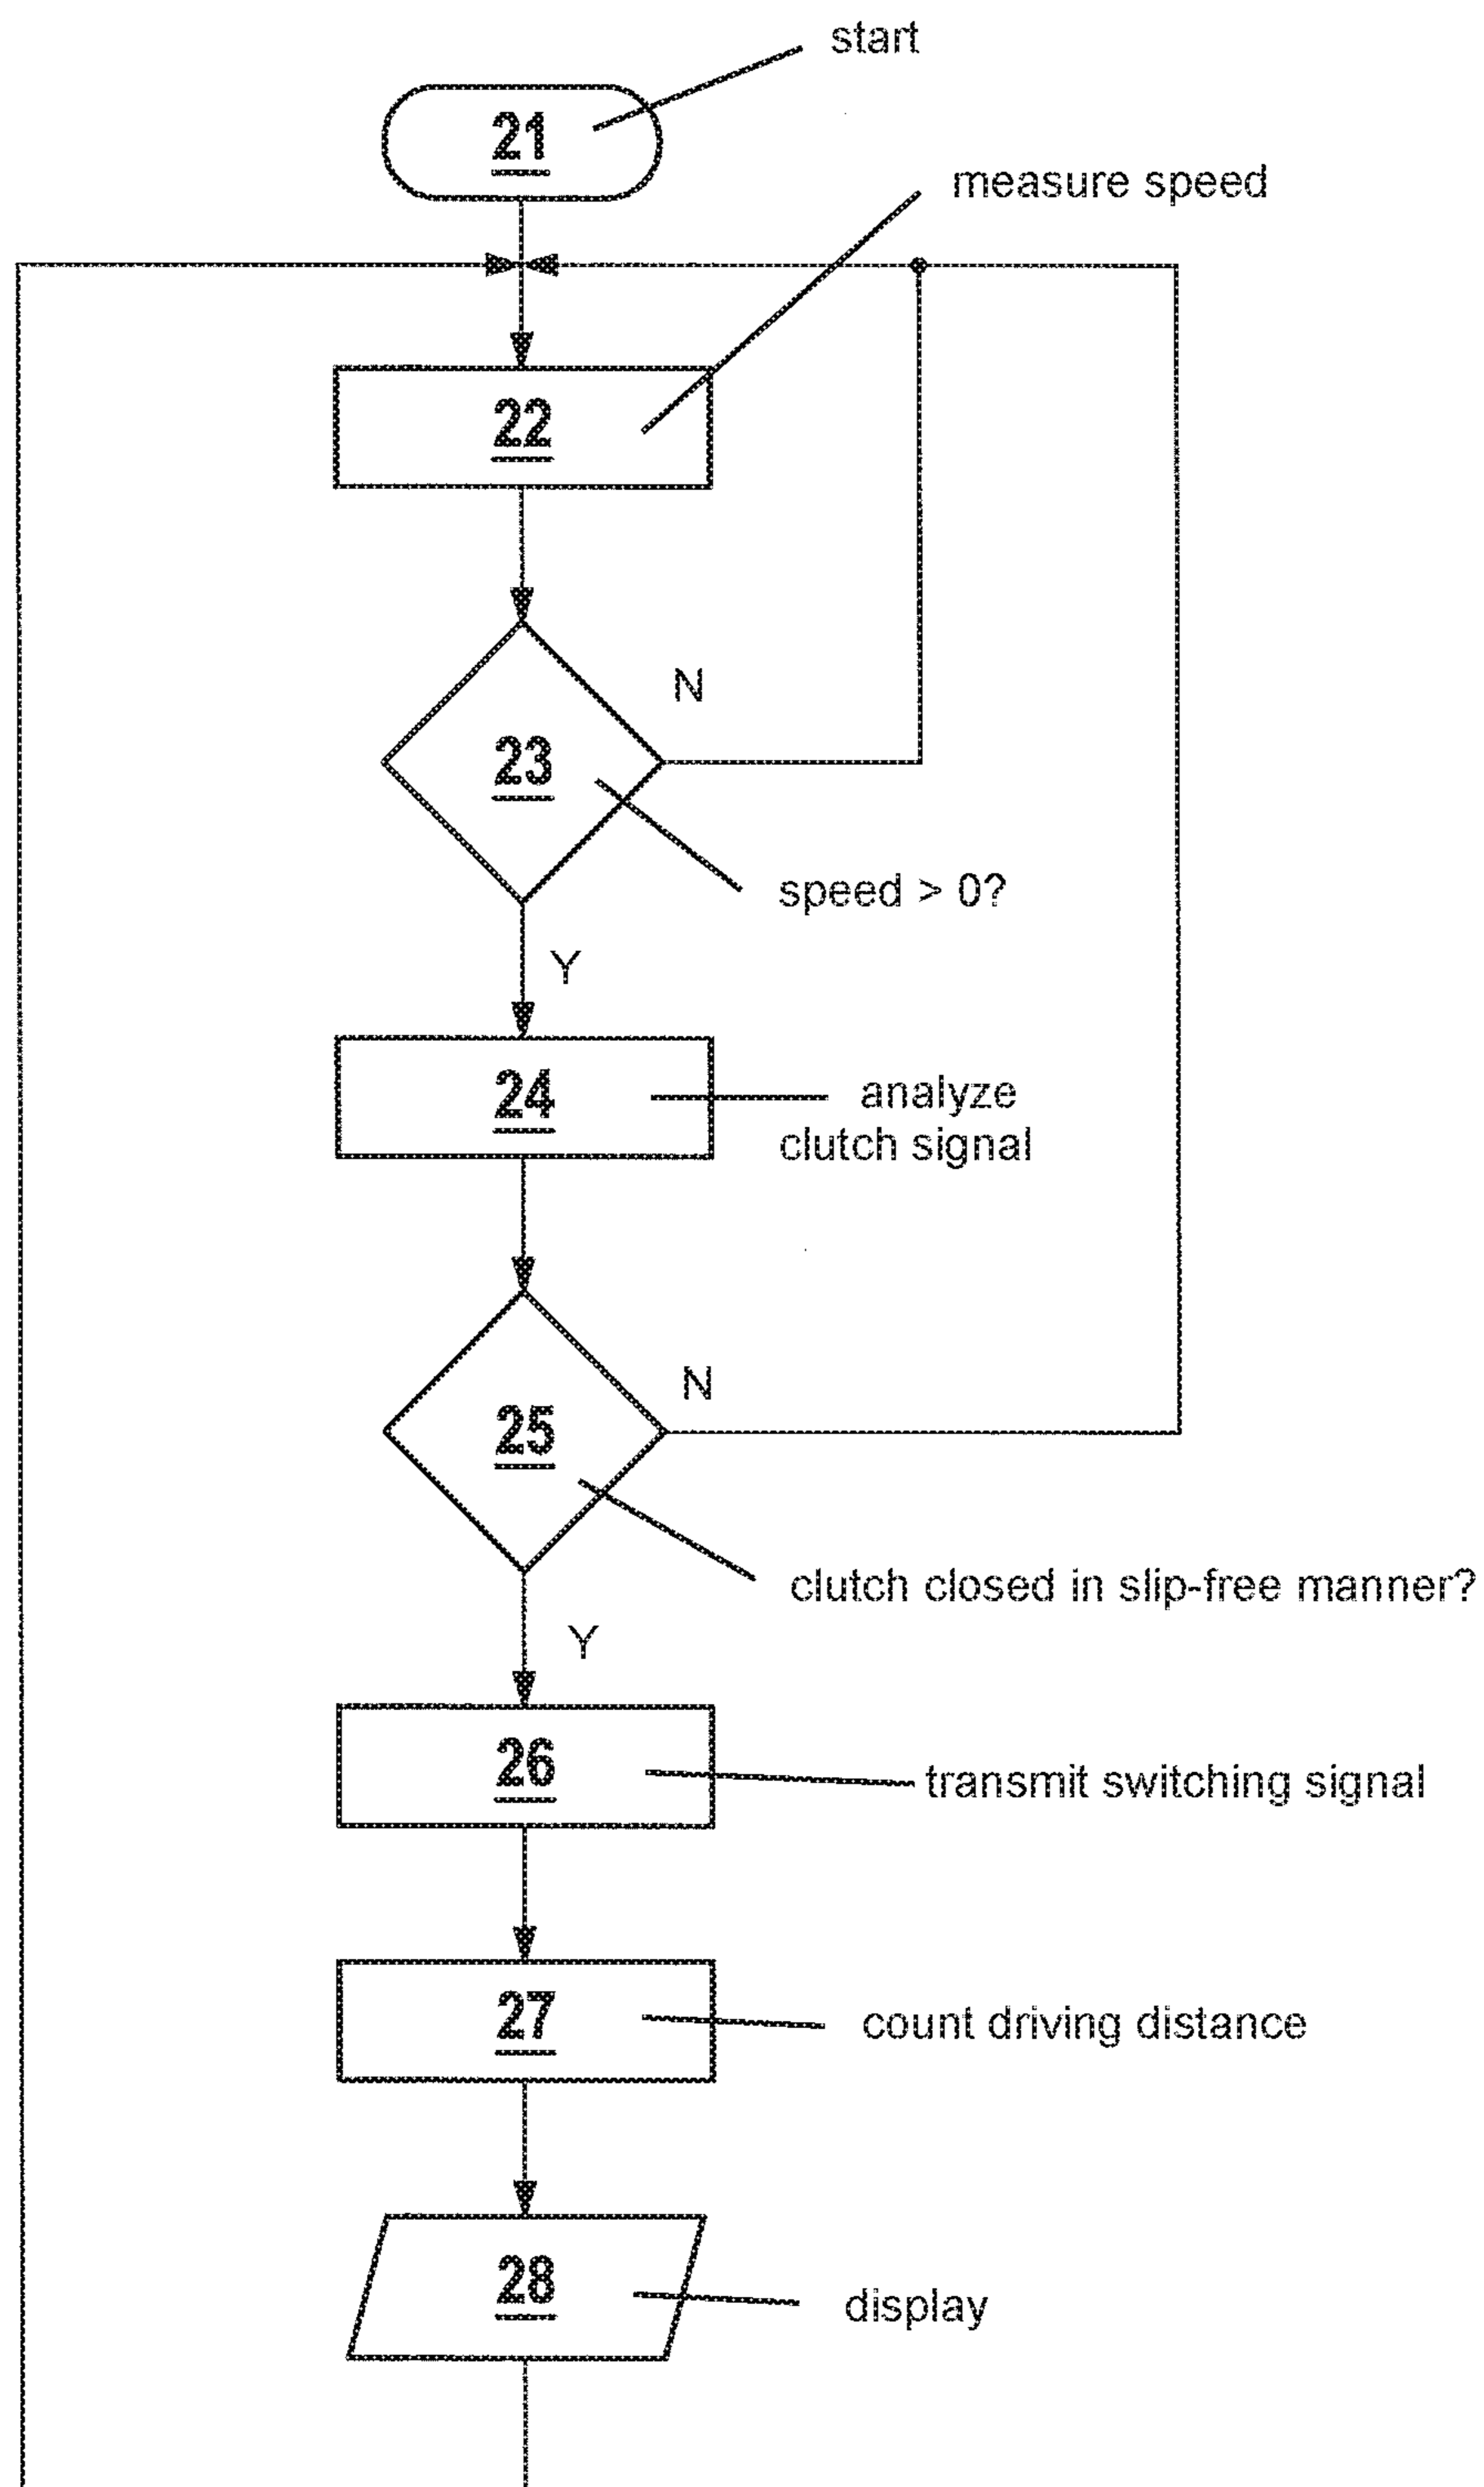 start
21
measure speed
22
N
23
speed > 0?
Y
24
analyze
clutch signal
N
25
clutch closed in slip-free manner?
Y
26
transmit switching signal
27
count driving distance
28
display